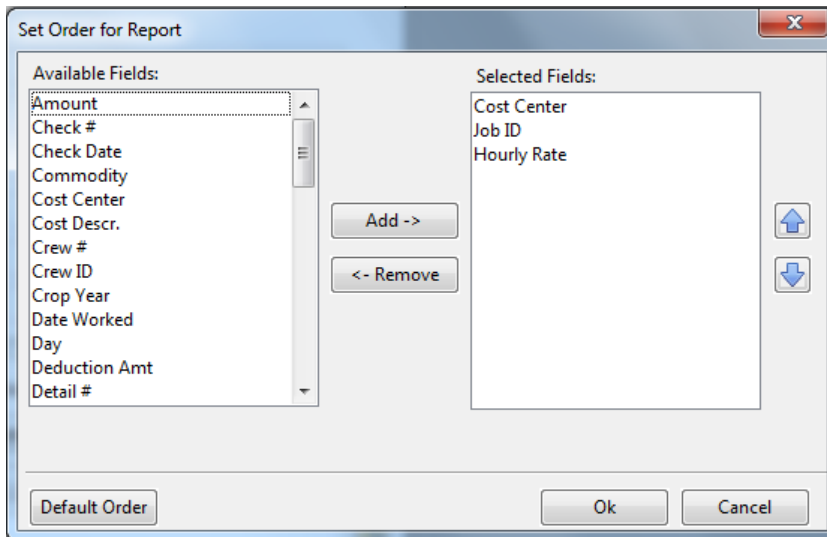 Set Order for Report
Available Fields:
Amount
Check #
Check Date
Commodity
Cost Center
Cost Descr.
Crew #
Crew ID
Crop Year
Date Worked
Day
Deduction Amt
Detail #
Add ->
<- Remove
Selected Fields:
Cost Center
Job ID
Hourly Rate
Default Order
Ok
Cancel